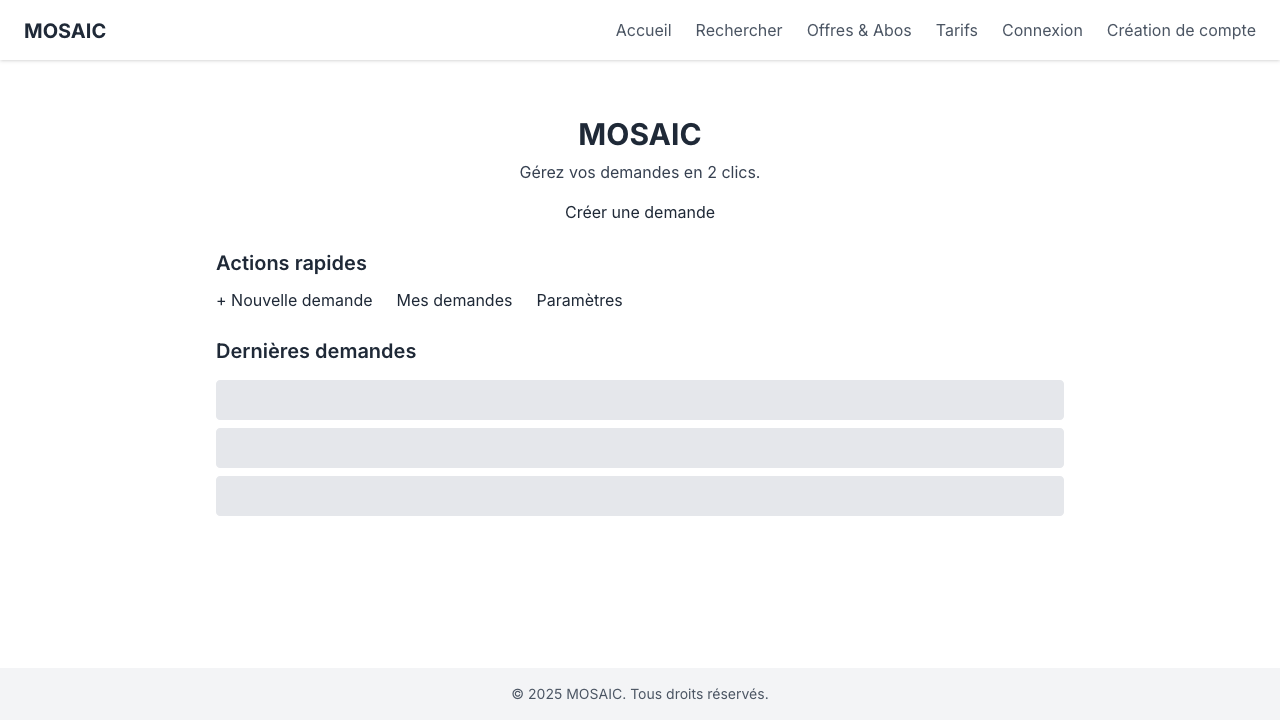 MOSAIC
Accueil Rechercher Offres & Abos Tarifs Connexion Création de compte
MOSAIC
Gérez vos demandes en 2 clics.
Créer une demande
Actions rapides
+ Nouvelle demande Mes demandes Paramètres
Dernières demandes
© 2025 MOSAIC. Tous droits réservés.